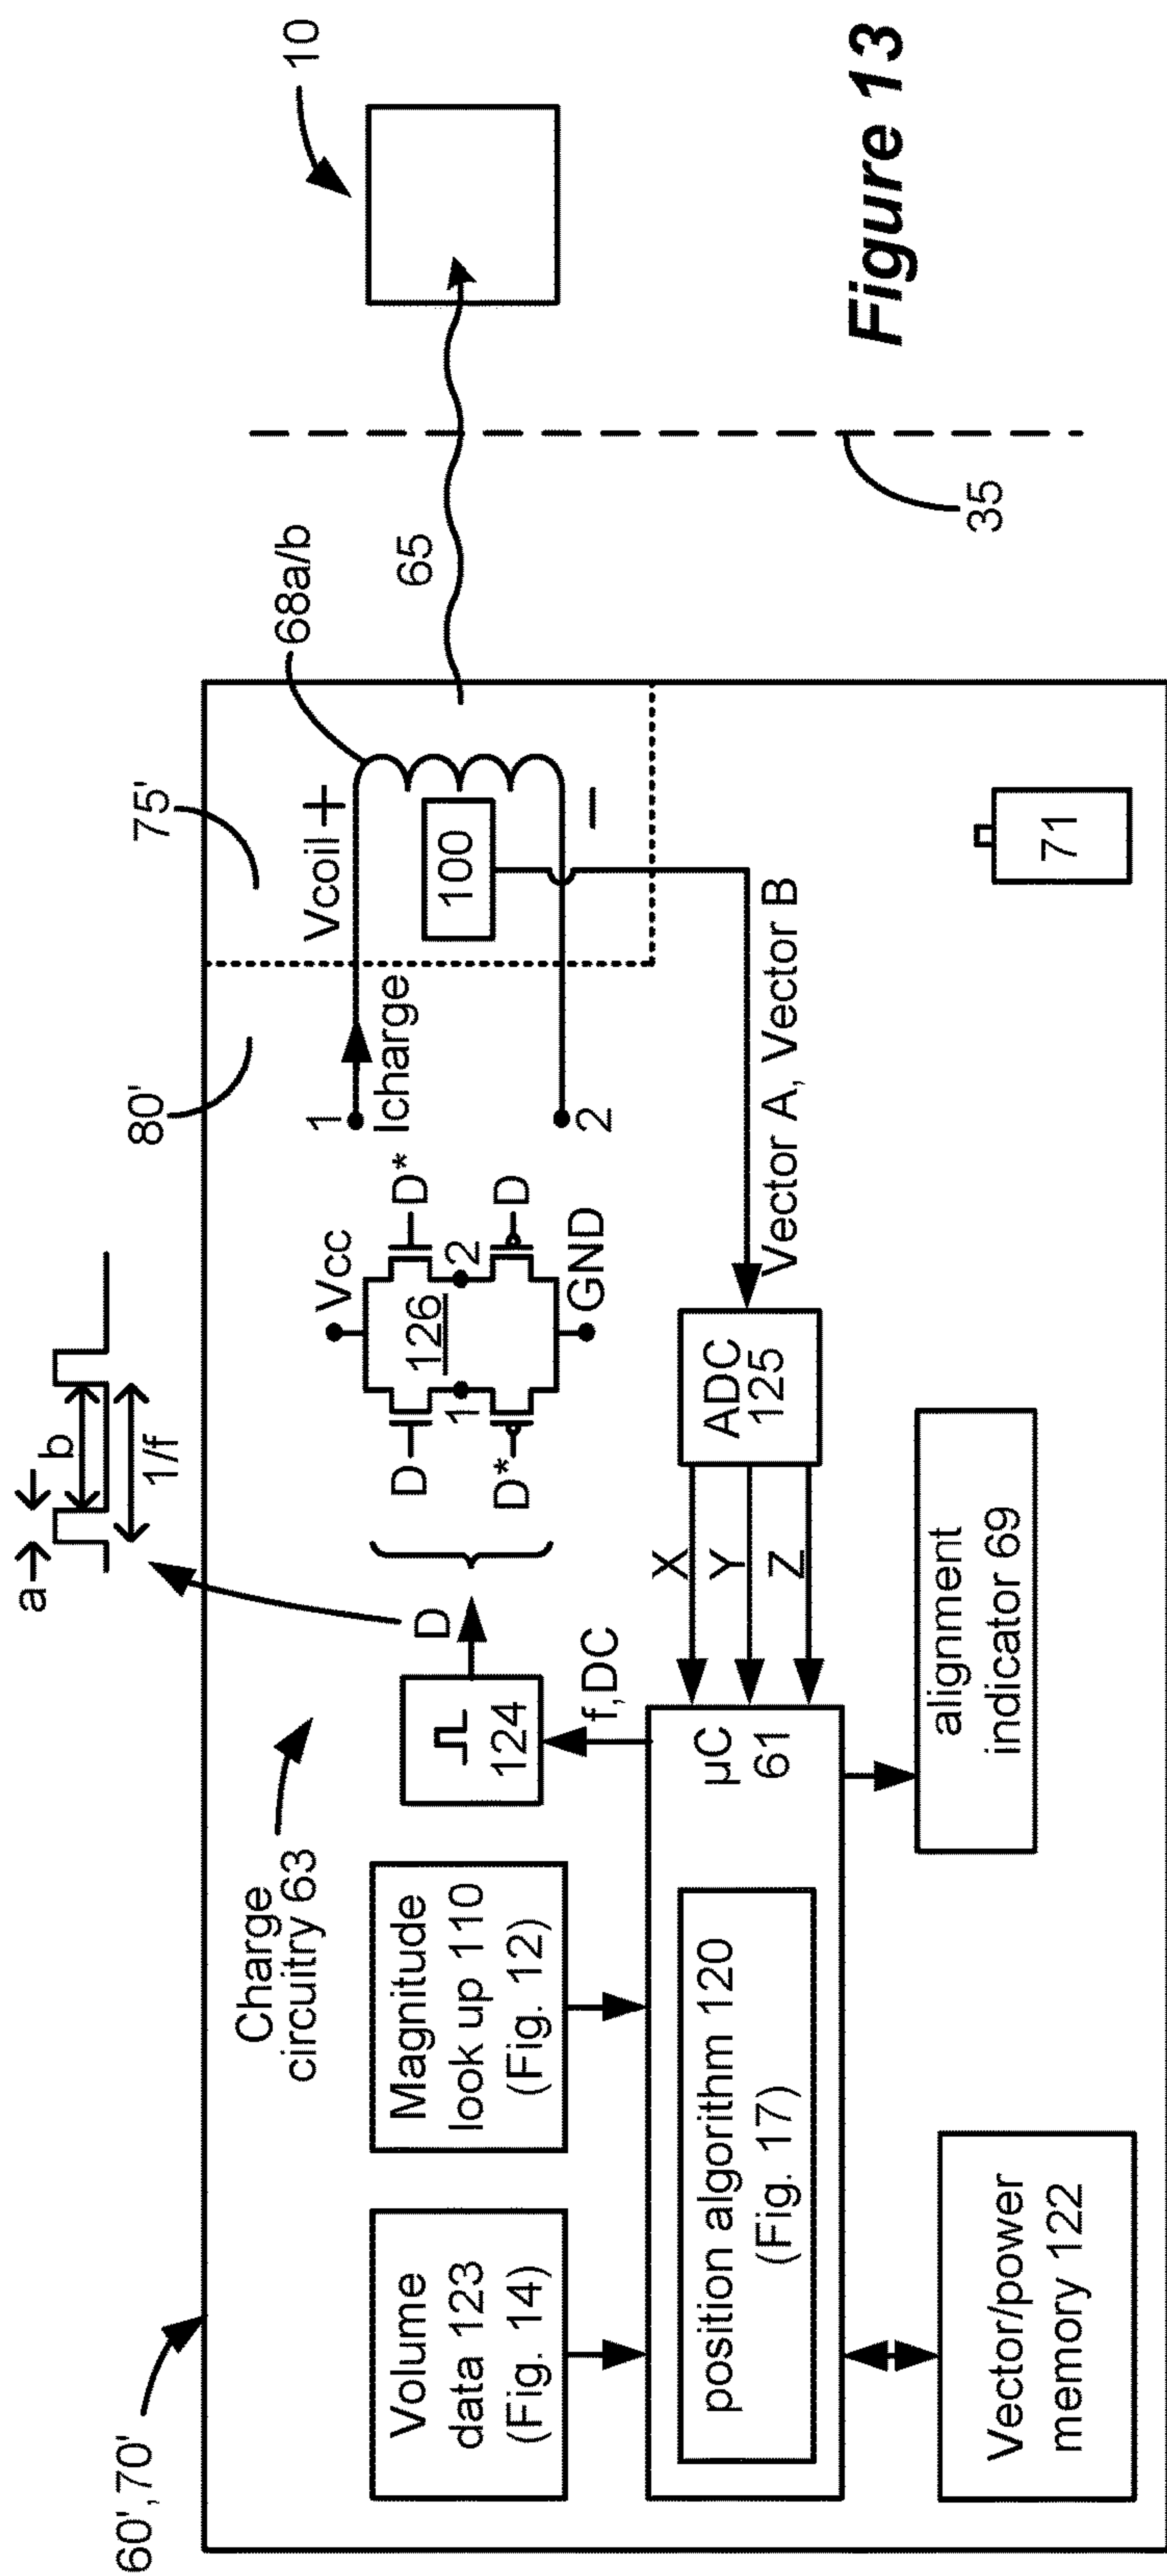 60',70'
Charge
circuitry 63
a
b
1/f
80'
75'
68a/b
65
10
35
Volume
data 123
(Fig. 14)
Magnitude
look up 110
(Fig. 12)
124
D
f,DC
Vcc
D
D*
126
1
2
D*
D
GND
1
Icharge
2
Vcoil
+
−
100
position algorithm 120
(Fig. 17)
µC
61
X
Y
Z
ADC
125
Vector A, Vector B
Vector/power
memory 122
alignment
indicator 69
71
Figure 13